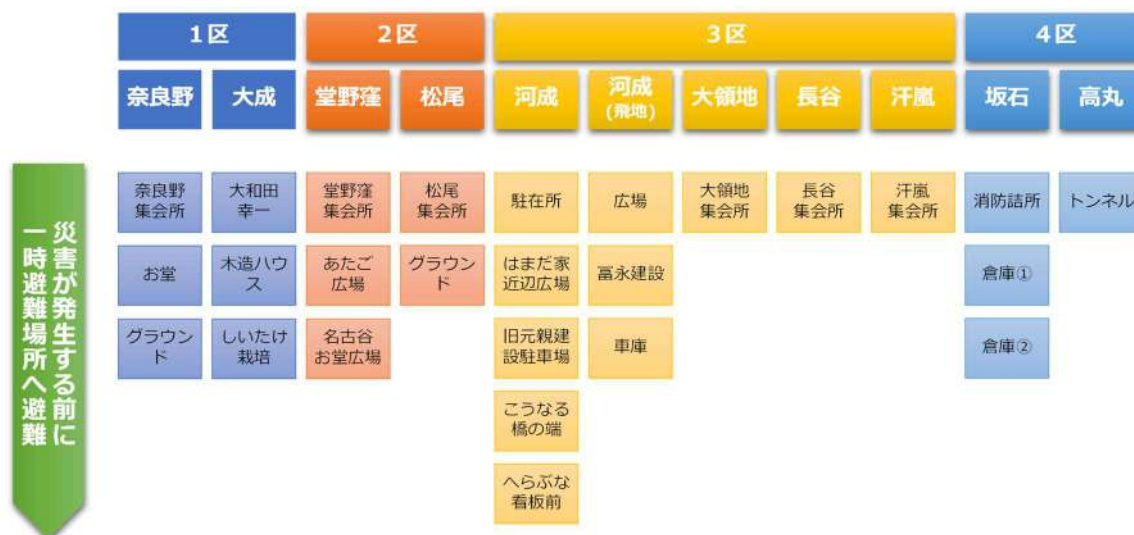 1区
2区
3区
4区
奈良野
大成
堂野窪
松尾
河成
河成
(飛地)
大領地
長谷
汗嵐
坂石
高丸
災害が発生する前に
一時避難場所へ避難
奈良野
集会所
大和田
幸一
堂野窪
集会所
松尾
集会所
駐在所
広場
大領地
集会所
長谷
集会所
汗嵐
集会所
消防詰所
トンネル
お堂
木造ハウ
ス
あたご
広場
グラウン
ド
はまだ家
近辺広場
冨永建設
倉庫①
グラウン
ド
しいたけ
栽培
名古谷
お堂広場
旧元親建
設駐車場
車庫
倉庫②
こうなる
橋の端
へらぶな
看板前